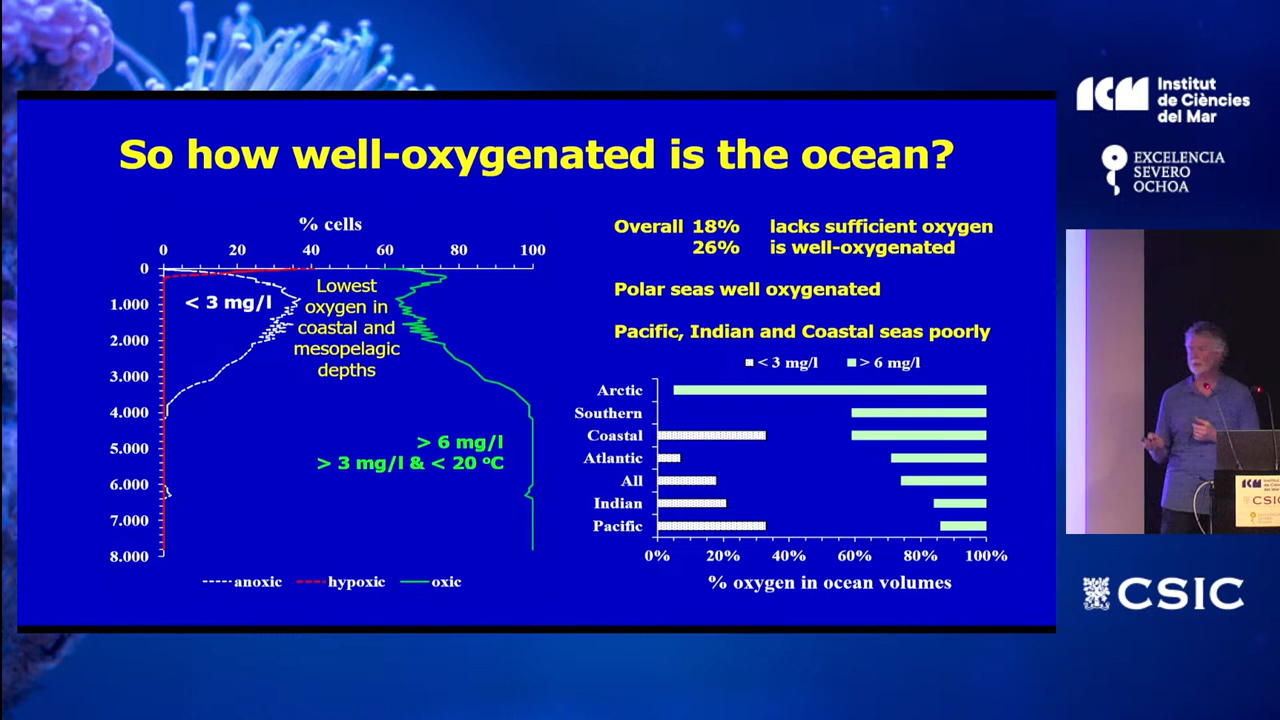 So how well-oxygenated is the ocean?
% cells
0 20 40 60 80 100
0
1.000
2.000
3.000
4.000
5.000
6.000
7.000
8.000
< 3 mg/l
Lowest
oxygen in
coastal and
mesopelagic
depths
> 6 mg/l
> 3 mg/l & < 20 ºC
anoxic hypoxic oxic
Overall 18% lacks sufficient oxygen
26% is well-oxygenated
Polar seas well oxygenated
Pacific, Indian and Coastal seas poorly
< 3 mg/l > 6 mg/l
Arctic
Southern
Coastal
Atlantic
All
Indian
Pacific
0% 20% 40% 60% 80% 100%
% oxygen in ocean volumes
ICM
Institut
de Ciències
del Mar
EXCELENCIA
SEVERO
OCHOA
ICM
CSIC
CSIC